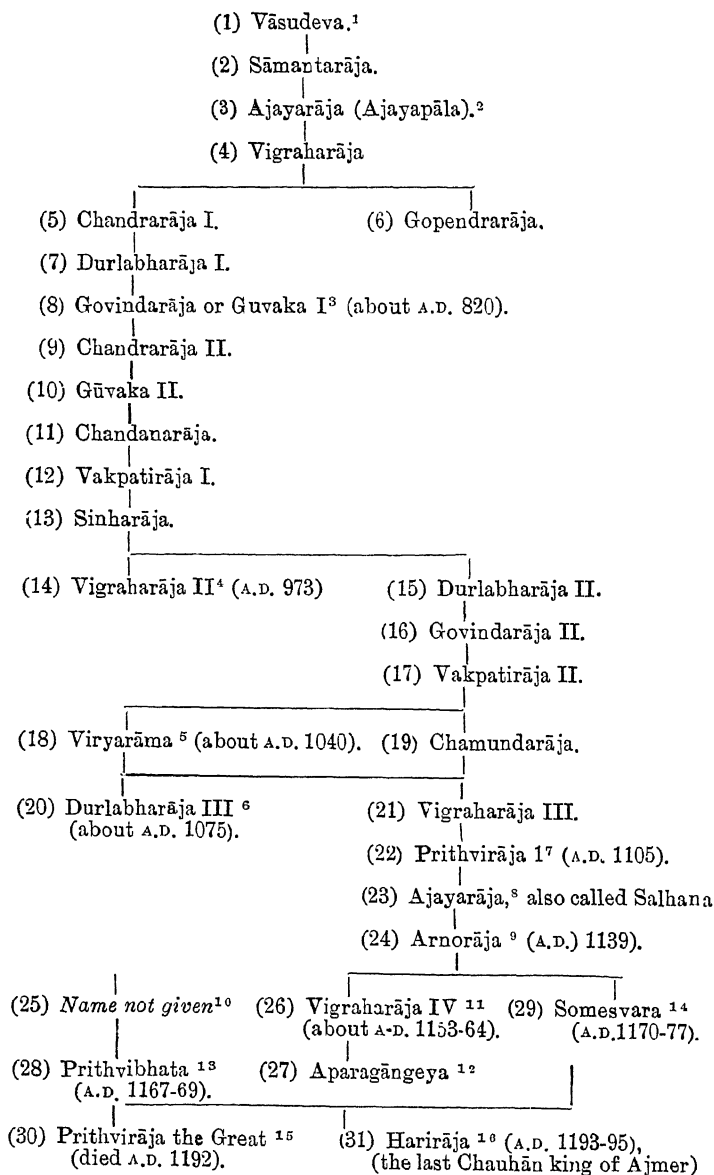 (1) Vāsudeva.¹
(2) Sāmantarāja.
(3) Ajayarāja (Ajayapāla).²
(4) Vigraharāja
(5) Chandrarāja I. (6) Gopendrarāja.
(7) Durlabharāja I.
(8) Govindarāja or Guvaka I³ (about A.D. 820).
(9) Chandrarāja II.
(10) Gūvaka II.
(11) Chandanarāja.
(12) Vakpatirāja I.
(13) Sinharāja.
(14) Vigraharāja II⁴ (A.D. 973) (15) Durlabharāja II.
(16) Govindarāja II.
(17) Vakpatirāja II.
(18) Viryarāma ⁵ (about A.D. 1040). (19) Chamundarāja.
(20) Durlabharāja III ⁶ (21) Vigraharāja III.
(about A.D. 1075).
(22) Prithvirāja 1⁷ (A.D. 1105).
(23) Ajayarāja,⁸ also called Salhana
(24) Arnorāja ⁹ (A.D.) 1139).
(25) Name not given¹⁰ (26) Vigraharāja IV ¹¹ (29) Somesvara ¹⁴
(about A.D. 1153-64). (A.D.1170-77).
(28) Prithvibhata ¹³ (27) Aparagāngeya ¹²
(A.D. 1167-69).
(30) Prithvirāja the Great ¹⁵ (31) Harirāja ¹⁶ (A.D. 1193-95),
(died A.D. 1192). (the last Chauhān king of Ajmer)